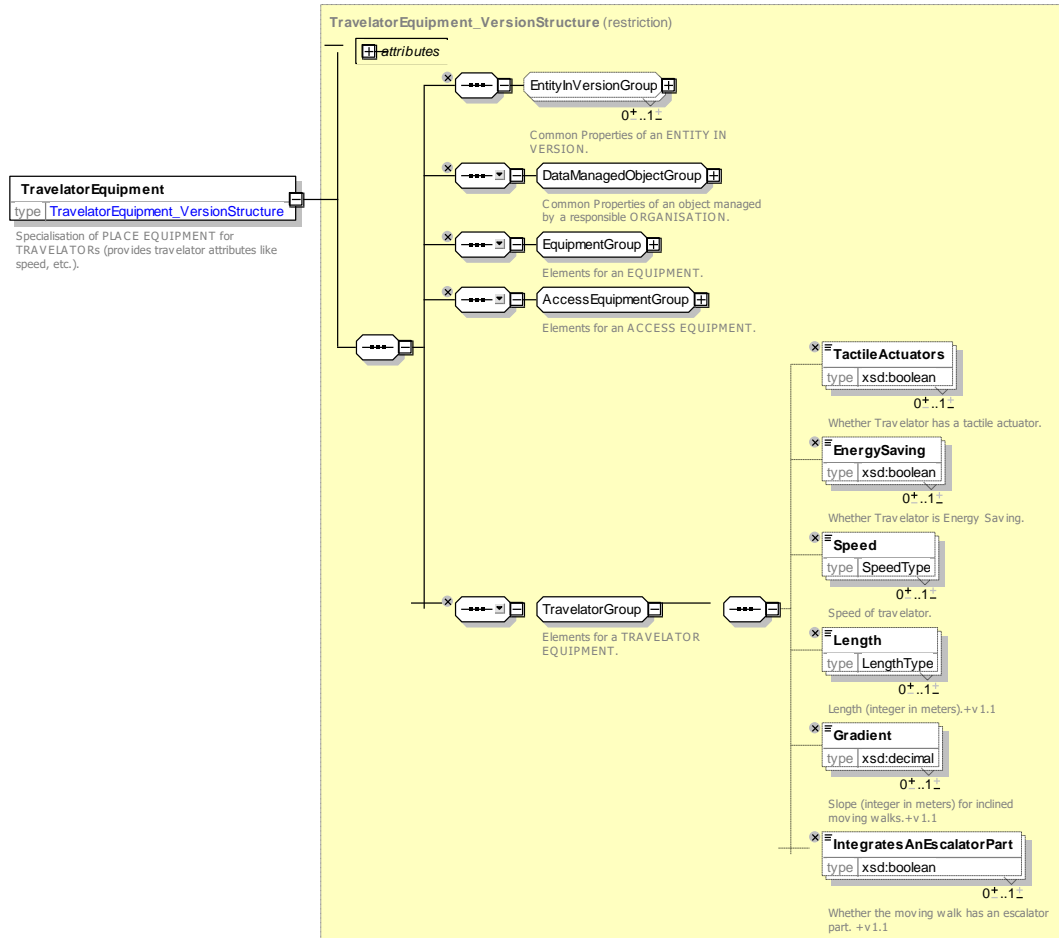 TravelatorEquipment_VersionStructure (restriction)
attributes
EntityInVersionGroup
0..1
Common Properties of an ENTITY IN
VERSION.
TravelatorEquipment
type TravelatorEquipment_VersionStructure
Specialisation of PLACE EQUIPMENT for
TRAVELATORs (provides travelator attributes like
speed, etc.).
DataManagedObjectGroup
Common Properties of an object managed
by a responsible ORGANISATION.
EquipmentGroup
Elements for an EQUIPMENT.
AccessEquipmentGroup
Elements for an ACCESS EQUIPMENT.
TactileActuators
type xsd:boolean
0..1
Whether Travelator has a tactile actuator.
EnergySaving
type xsd:boolean
0..1
Whether Travelator is Energy Saving.
Speed
type SpeedType
0..1
Speed of travelator.
TravelatorGroup
Elements for a TRAVELATOR
EQUIPMENT.
Length
type LengthType
0..1
Length (integer in meters).+v1.1
Gradient
type xsd:decimal
0..1
Slope (integer in meters) for inclined
moving walks.+v1.1
IntegratesAnEscalatorPart
type xsd:boolean
0..1
Whether the moving walk has an escalator
part. +v1.1